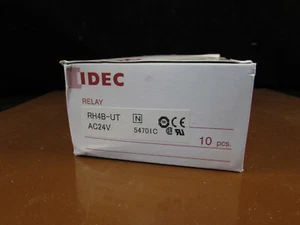 IDEC
RELAY
RH4B-UT N
AC24V 54701C
10 pcs.